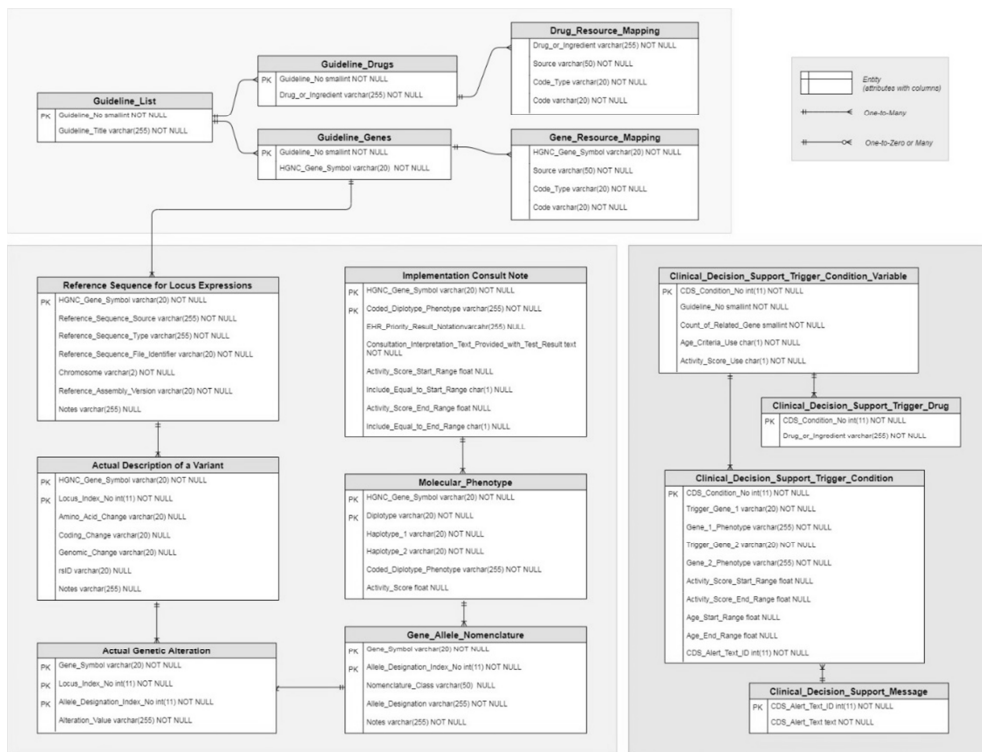 Drug_Resource_Mapping
Drug_or_Ingredient varchar(255) NOT NULL
Source varchar(50) NOT NULL
Code_Type varchar(20) NOT NULL
Code varchar(20) NOT NULL
Guideline_Drugs
PK Guideline_No smallint NOT NULL
Drug_or_Ingredient varchar(255) NOT NULL
Guideline_List
PK Guideline_No smallint NOT NULL
Guideline_Title varchar(255) NOT NULL
Guideline_Genes
PK Guideline_No smallint NOT NULL
HGNC_Gene_Symbol varchar(20) NOT NULL
Gene_Resource_Mapping
HGNC_Gene_Symbol varchar(20) NOT NULL
Source varchar(50) NOT NULL
Code_Type varchar(20) NOT NULL
Code varchar(20) NOT NULL
Entity
(attributes with columns)
One-to-Many
One-to-Zero or Many
Reference Sequence for Locus Expressions
PK HGNC_Gene_Symbol varchar(20) NOT NULL
Reference_Sequence_Source varchar(255) NOT NULL
Reference_Sequence_Type varchar(255) NOT NULL
Reference_Sequence_File_Identifier varchar(20) NOT NULL
Chromosome varchar(2) NOT NULL
Reference_Assembly_Version varchar(20) NOT NULL
Notes varchar(255) NULL
Actual Description of a Variant
PK HGNC_Gene_Symbol varchar(20) NOT NULL
PK Locus_Index_No int(11) NOT NULL
Amino_Acid_Change varchar(20) NULL
Coding_Change varchar(20) NULL
Genomic_Change varchar(20) NULL
rsID varchar(20) NULL
Notes varchar(255) NULL
Actual Genetic Alteration
PK Gene_Symbol varchar(20) NOT NULL
PK Locus_Index_No int(11) NOT NULL
PK Allele_Designation_Index_No int(11) NOT NULL
Alteration_Value varchar(255) NOT NULL
Implementation Consult Note
PK HGNC_Gene_Symbol varchar(20) NOT NULL
PK Coded_Diplotype_Phenotype varchar(255) NOT NULL
EHR_Priority_Result_Notationvarcahr(255) NULL
Consultation_Interpretation_Text_Provided_with_Test_Result text
NOT NULL
Activity_Score_Start_Range float NULL
Include_Equal_to_Start_Range char(1) NULL
Activity_Score_End_Range float NULL
Include_Equal_to_End_Range char(1) NULL
Molecular_Phenotype
PK HGNC_Gene_Symbol varchar(20) NOT NULL
PK Diplotype varchar(20) NOT NULL
Haplotype_1 varchar(20) NOT NULL
Haplotype_2 varchar(20) NOT NULL
Coded_Diplotype_Phenotype varchar(255) NOT NULL
Activity_Score float NULL
Gene_Allele_Nomenclature
PK Gene_Symbol varchar(20) NOT NULL
PK Allele_Designation_Index_No int(11) NOT NULL
Nomenclature_Class varchar(50) NULL
Allele_Designation varchar(255) NOT NULL
Notes varchar(255) NOT NULL
Clinical_Decision_Support_Trigger_Condition_Variable
PK CDS_Condition_No int(11) NOT NULL
Guideline_No smallint NOT NULL
Count_of_Related_Gene smallint NOT NULL
Age_Criteria_Use char(1) NOT NULL
Activity_Score_Use char(1) NOT NULL
Clinical_Decision_Support_Trigger_Drug
PK CDS_Condition_No int(11) NOT NULL
Drug_or_Ingredient varchar(255) NOT NULL
Clinical_Decision_Support_Trigger_Condition
PK CDS_Condition_No int(11) NOT NULL
Trigger_Gene_1 varchar(20) NOT NULL
Gene_1_Phenotype varchar(255) NOT NULL
Trigger_Gene_2 varchar(20) NOT NULL
Gene_2_Phenotype varchar(255) NOT NULL
Activity_Score_Start_Range float NULL
Activity_Score_End_Range float NULL
Age_Start_Range float NULL
Age_End_Range float NULL
CDS_Alert_Text_ID int(11) NOT NULL
Clinical_Decision_Support_Message
PK CDS_Alert_Text_ID int(11) NOT NULL
CDS_Alert_Text text NOT NULL